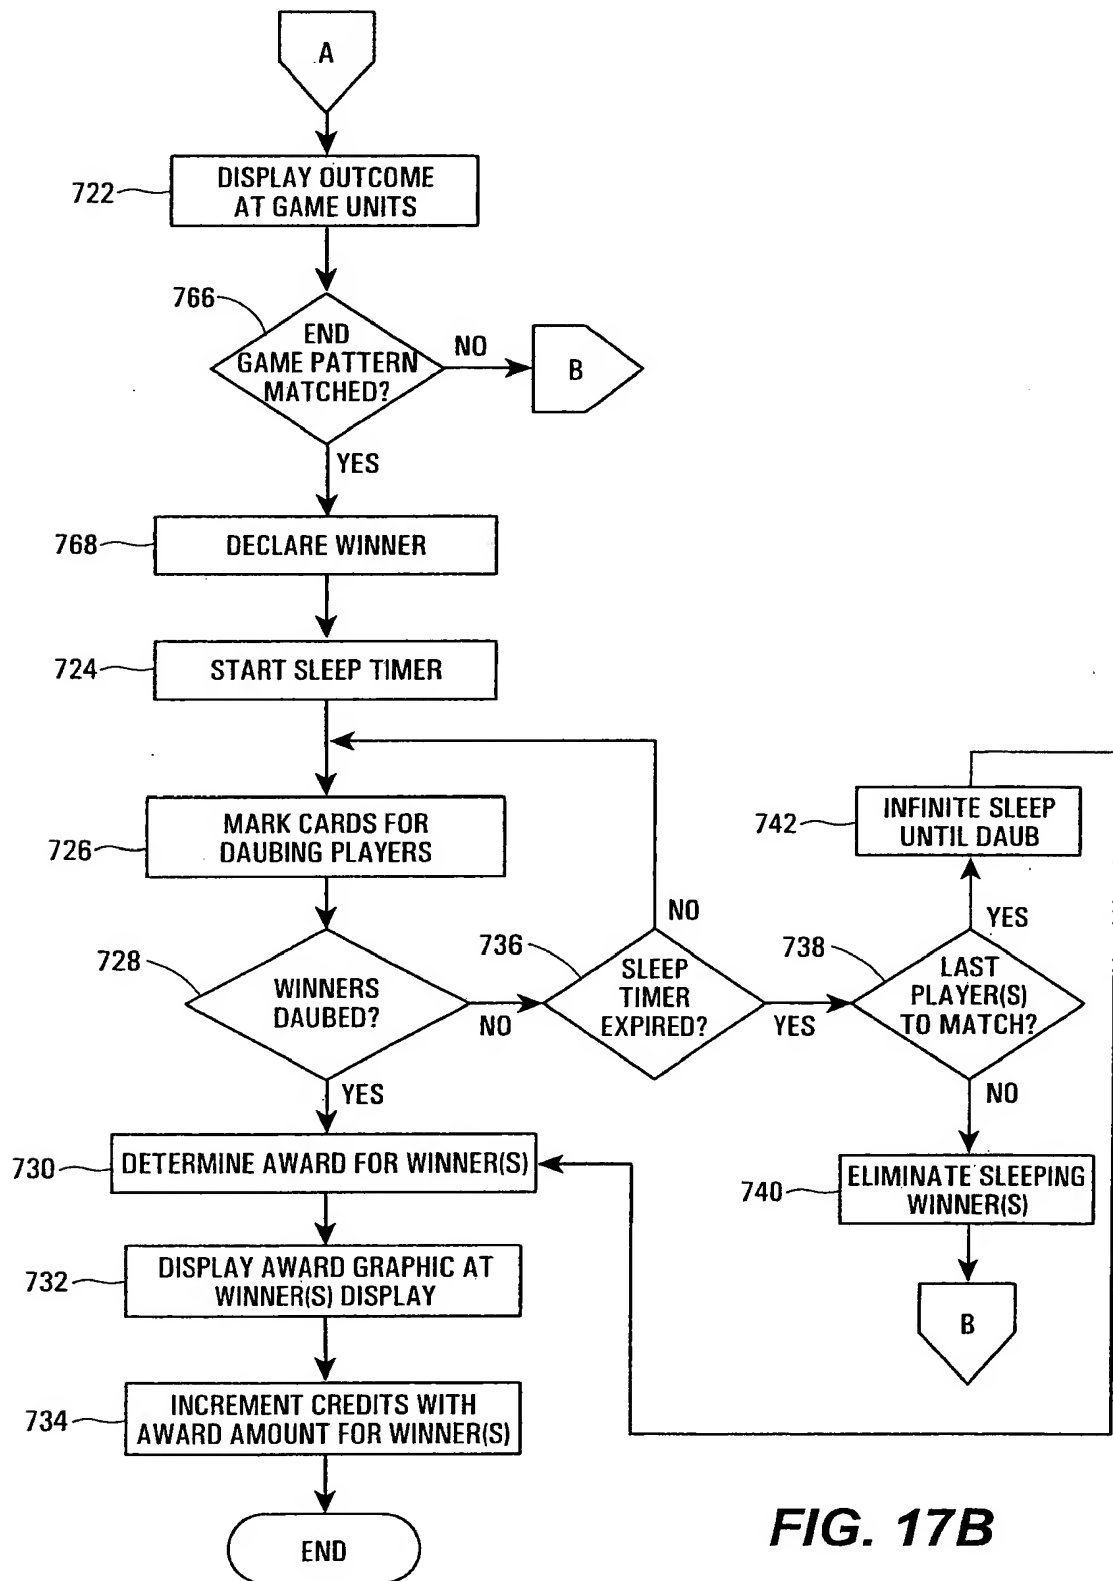 A
722
DISPLAY OUTCOME
AT GAME UNITS
766
END
GAME PATTERN
MATCHED?
NO
B
YES
768
DECLARE WINNER
724
START SLEEP TIMER
726
MARK CARDS FOR
DAUBING PLAYERS
742
INFINITE SLEEP
UNTIL DAUB
728
WINNERS
DAUBED?
NO
736
SLEEP
TIMER
EXPIRED?
NO
YES
738
LAST
PLAYER(S)
TO MATCH?
YES
NO
YES
730
DETERMINE AWARD FOR WINNER(S)
740
ELIMINATE SLEEPING
WINNER(S)
732
DISPLAY AWARD GRAPHIC AT
WINNER(S) DISPLAY
B
734
INCREMENT CREDITS WITH
AWARD AMOUNT FOR WINNER(S)
END
FIG. 17B